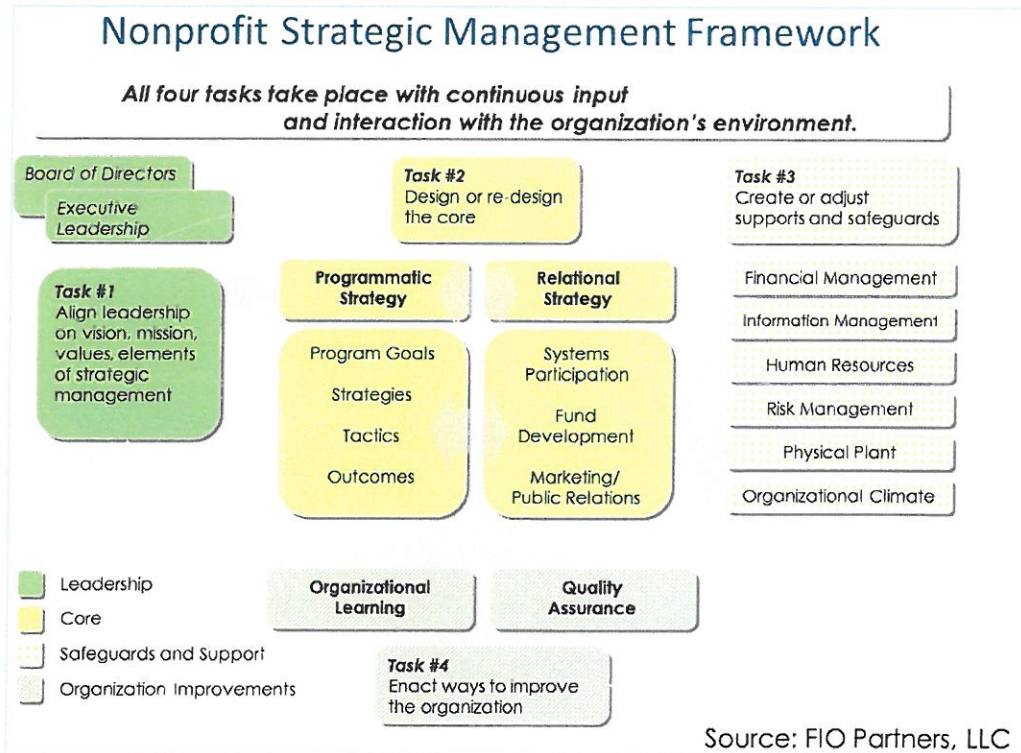 Nonprofit Strategic Management Framework
All four tasks take place with continuous input
and interaction with the organization's environment.
Board of Directors
Executive
Leadership
Task #1
Align leadership
on vision, mission,
values, elements
of strategic
management
Task #2
Design or re-design
the core
Programmatic
Strategy
Program Goals
Strategies
Tactics
Outcomes
Relational
Strategy
Systems
Participation
Fund
Development
Marketing/
Public Relations
Task #3
Create or adjust
supports and safeguards
Financial Management
Information Management
Human Resources
Risk Management
Physical Plant
Organizational Climate
Leadership
Core
Safeguards and Support
Organization Improvements
Organizational
Learning
Quality
Assurance
Task #4
Enact ways to improve
the organization
Source: FIO Partners, LLC